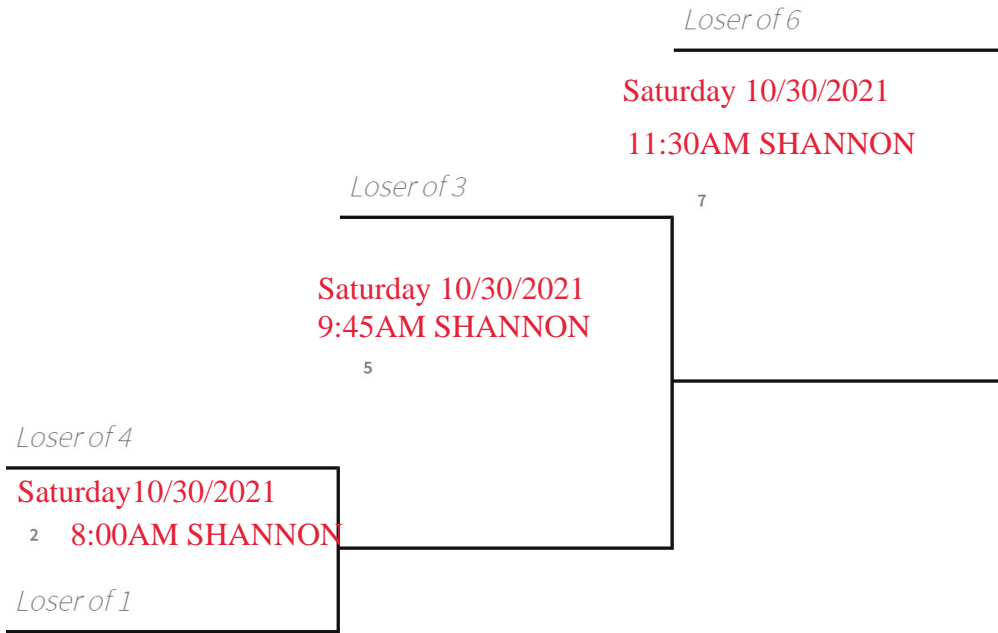 Loser of 6
Saturday 10/30/2021
11:30AM SHANNON
7
Loser of 3
Saturday 10/30/2021
9:45AM SHANNON
5
Loser of 4
Saturday10/30/2021
2 8:00AM SHANNON
Loser of 1